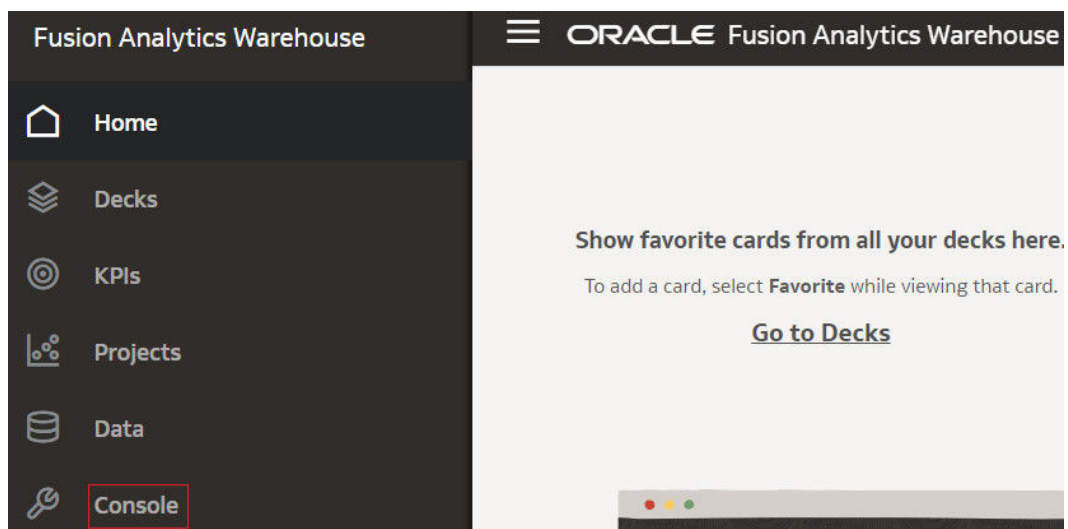 Fusion Analytics Warehouse
Home
Decks
KPIs
Projects
Data
Console
ORACLE Fusion Analytics Warehouse
Show favorite cards from all your decks here.
To add a card, select Favorite while viewing that card.
Go to Decks